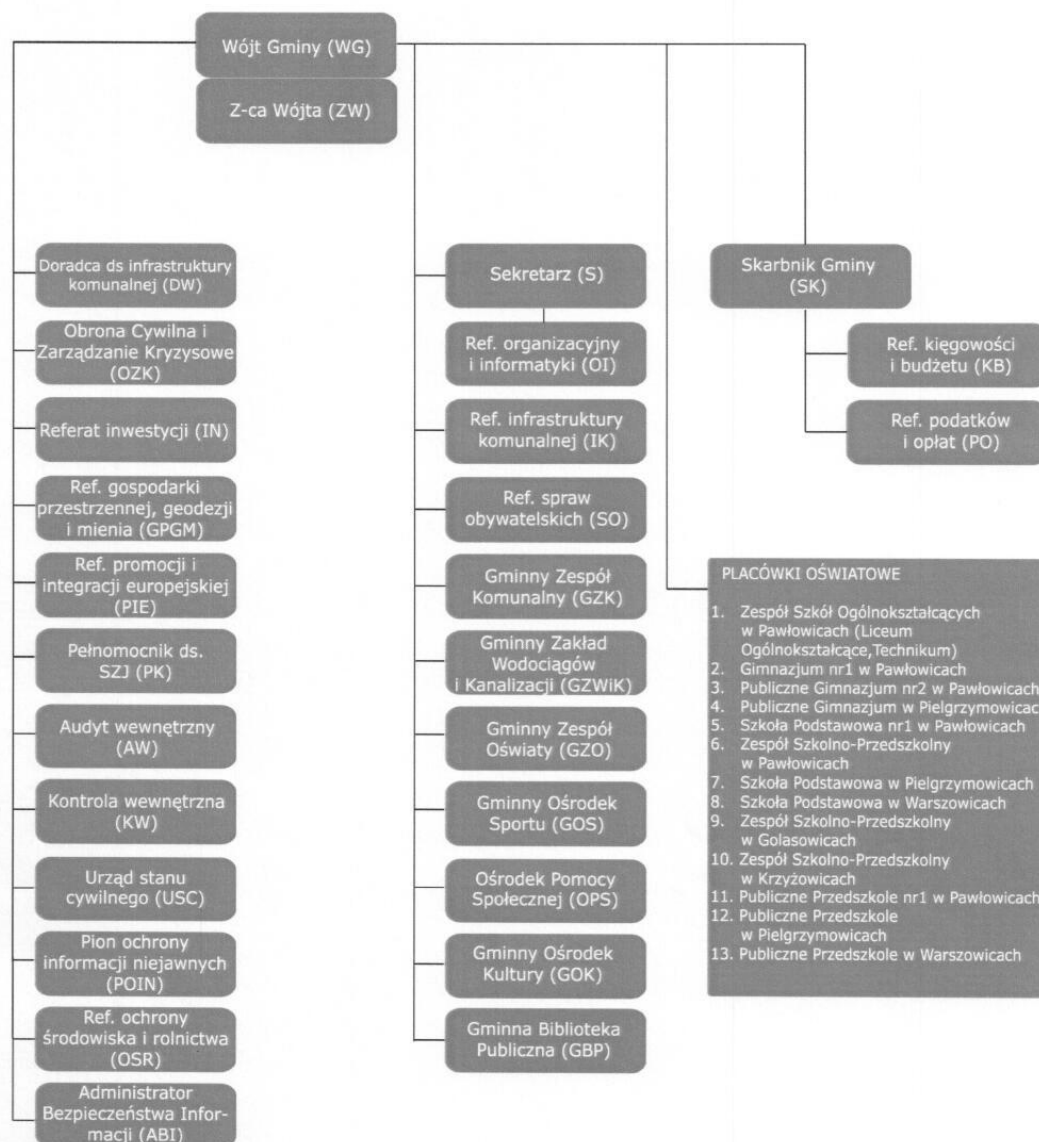 Wójt Gminy (WG)
Z-ca Wójta (ZW)
Doradca ds infrastruktury
komunalnej (DW)
Obrona Cywilna i
Zarządzanie Kryzysowe
(OZK)
Referat inwestycji (IN)
Ref. gospodarki
przestrzennej, geodezji
i mienia (GPGM)
Ref. promocji i
integracji europejskiej
(PIE)
Pełnomocnik ds.
SZJ (PK)
Audyt wewnętrzny
(AW)
Kontrola wewnętrzna
(KW)
Urząd stanu
cywilnego (USC)
Pion ochrony
informacji niejawnych
(POIN)
Ref. ochrony
środowiska i rolnictwa
(OSR)
Administrator
Bezpieczeństwa Infor-
macji (ABI)
Sekretarz (S)
Ref. organizacyjny
i informatyki (OI)
Ref. infrastruktury
komunalnej (IK)
Ref. spraw
obywatelskich (SO)
Gminny Zespół
Komunalny (GZK)
Gminny Zakład
Wodociągów
i Kanalizacji (GZWiK)
Gminny Zespół
Oświaty (GZO)
Gminny Ośrodek
Sportu (GOS)
Ośrodek Pomocy
Społecznej (OPS)
Gminny Ośrodek
Kultury (GOK)
Gminna Biblioteka
Publiczna (GBP)
Skarbnik Gminy
(SK)
Ref. kięgowości
i budżetu (KB)
Ref. podatków
i opłat (PO)
PLACÓWKI OŚWIATOWE
1. Zespół Szkół Ogólnokształcących
w Pawłowicach (Liceum
Ogólnokształcące,Technikum)
2. Gimnazjum nr1 w Pawłowicach
3. Publiczne Gimnazjum nr2 w Pawłowicach
4. Publiczne Gimnazjum w Pielgrzymowicac
5. Szkoła Podstawowa nr1 w Pawłowicach
6. Zespół Szkolno-Przedszkolny
w Pawłowicach
7. Szkoła Podstawowa w Pielgrzymowicach
8. Szkoła Podstawowa w Warszowicach
9. Zespół Szkolno-Przedszkolny
w Golasowicach
10. Zespół Szkolno-Przedszkolny
w Krzyżowicach
11. Publiczne Przedszkole nr1 w Pawłowicach
12. Publiczne Przedszkole
w Pielgrzymowicach
13. Publiczne Przedszkole w Warszowicach